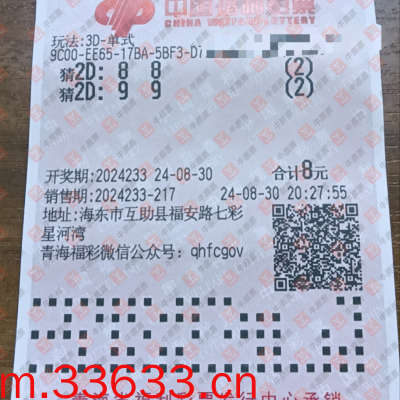 中国福利彩票
CHINA WELFARE LOTTERY
玩法:3D-单式
9C00-EE65-17BA-5BF3-D7
猜2D: 8 8 (2)
猜2D: 9 9 (2)
开奖期:2024233 24-08-30 合计8元
销售期:2024233-217 24-08-30 20:27:55
地址:海东市互助县福安路七彩
星河湾
青海福彩微信公众号: qhfcgov
m.33633.cn